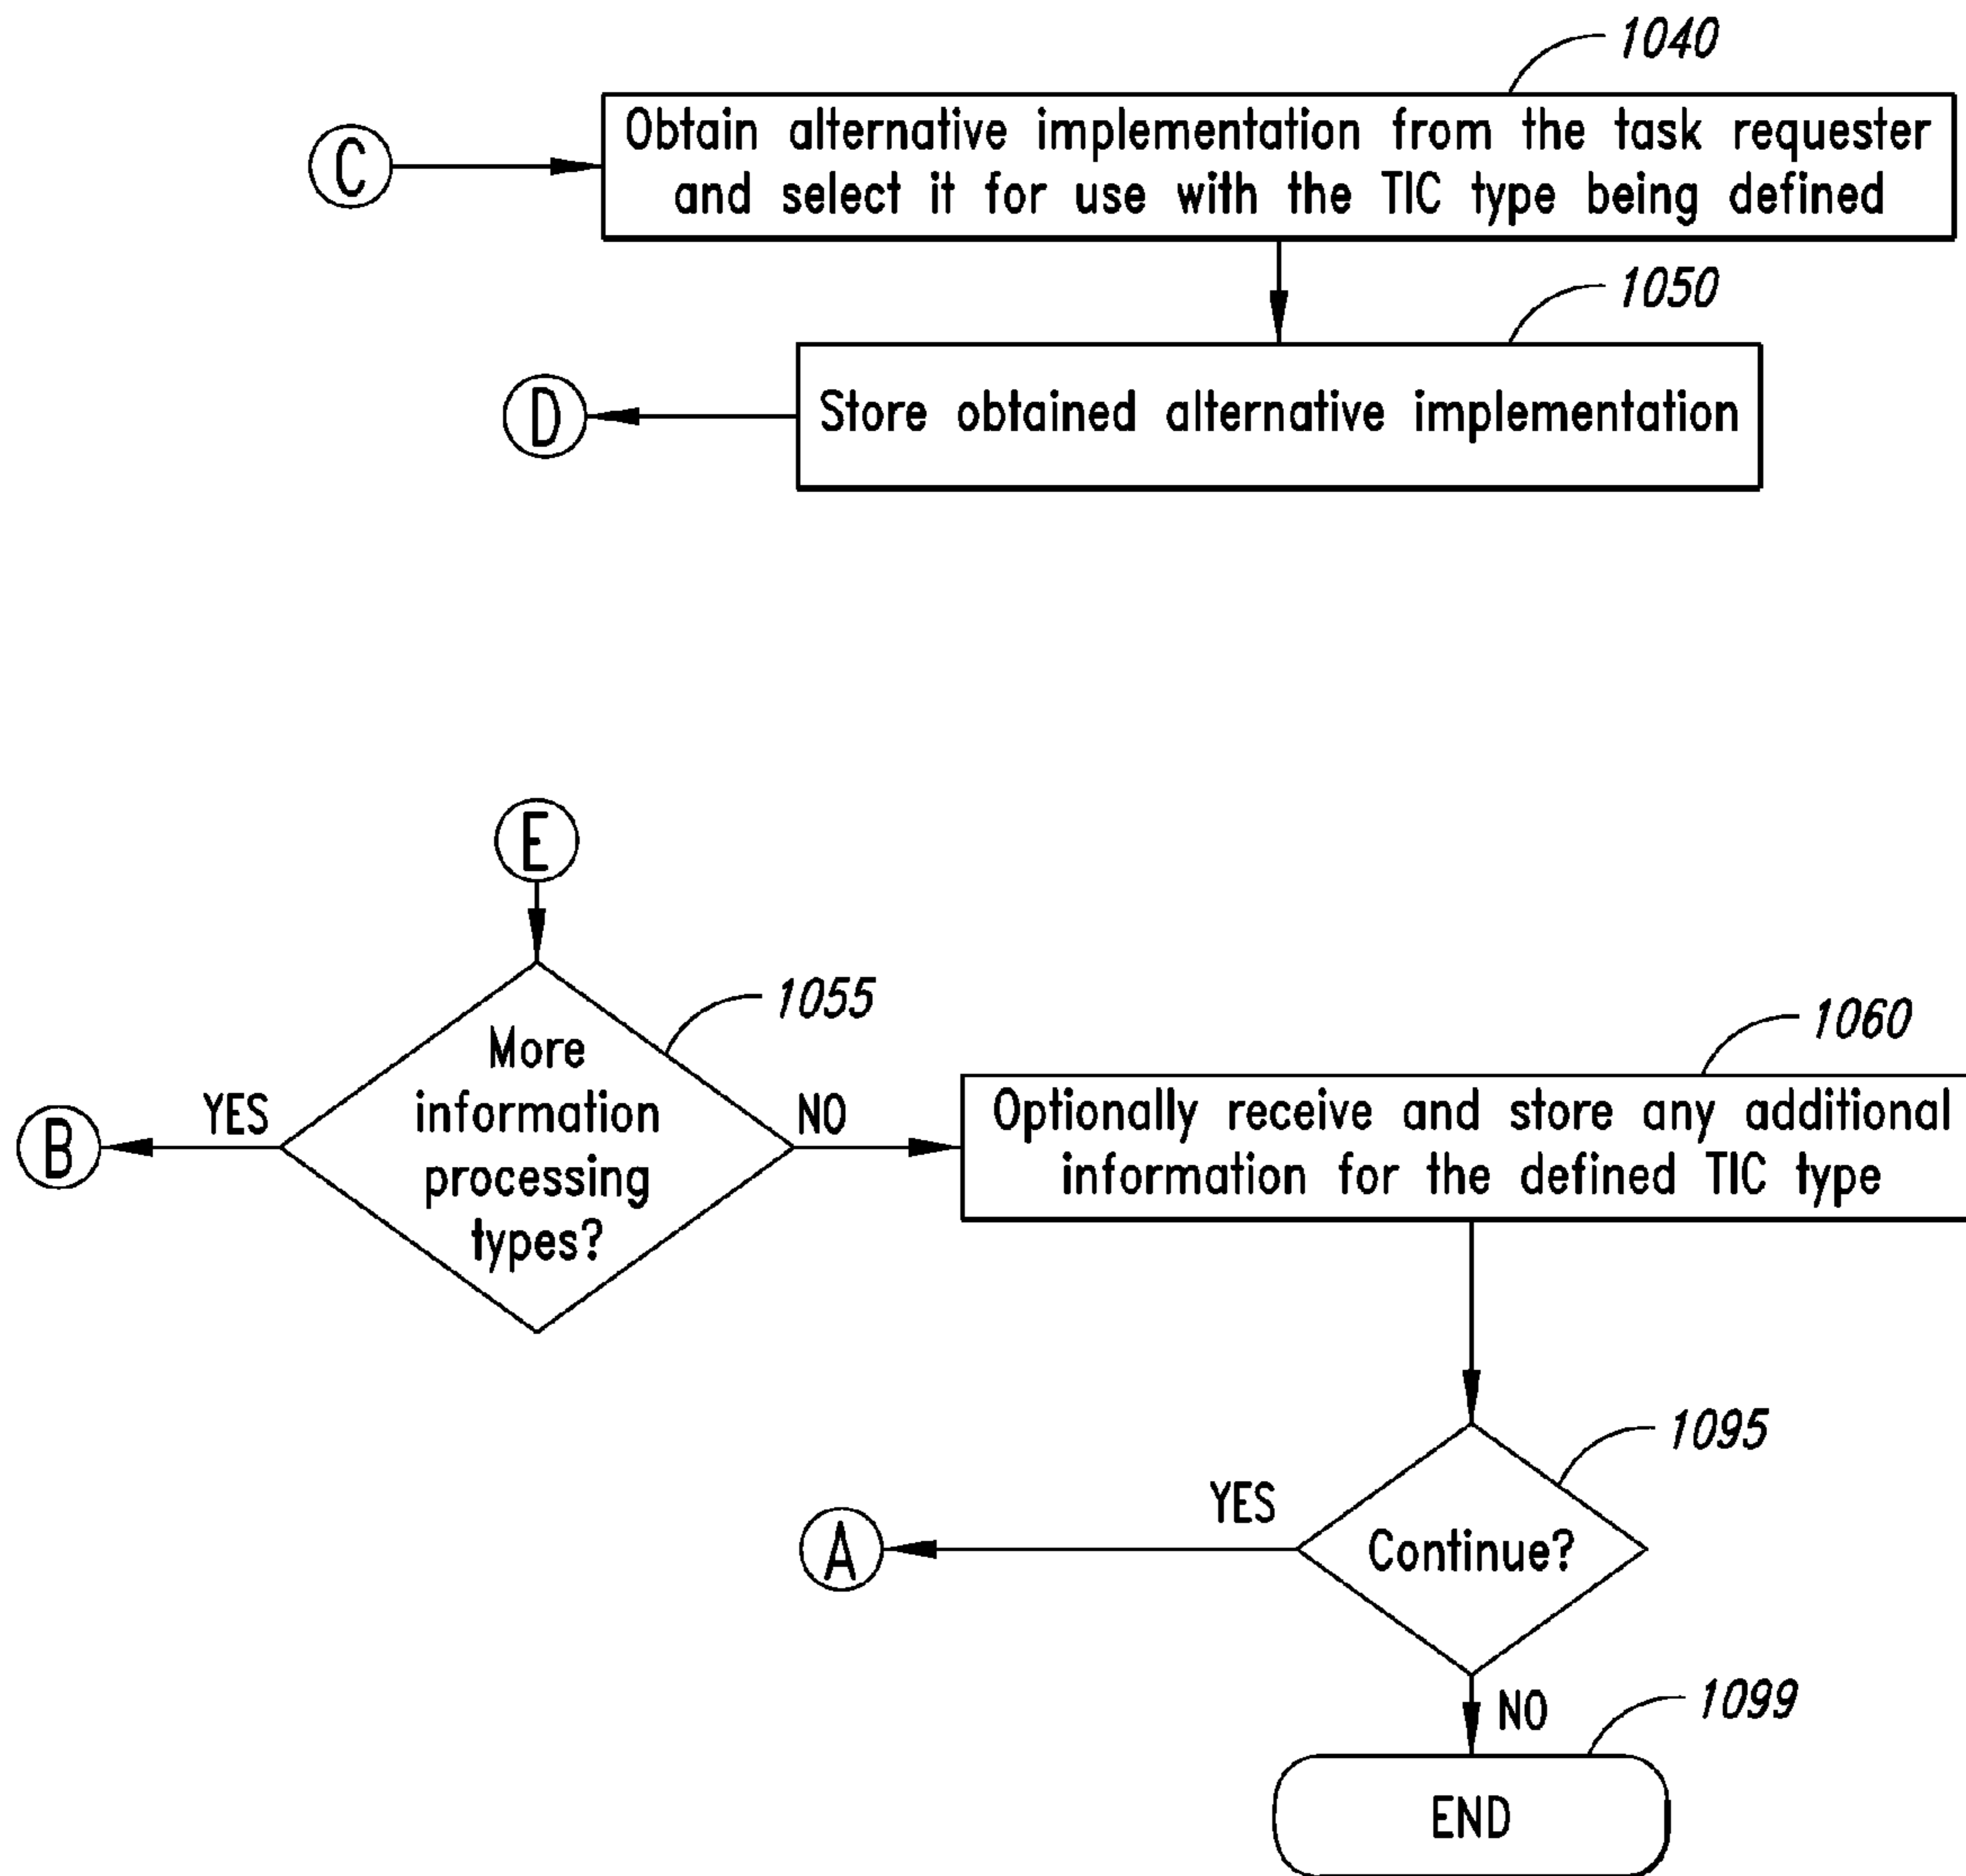 1040
C
Obtain alternative implementation from the task requester
and select it for use with the TIC type being defined
1050
D
Store obtained alternative implementation
E
1055
More
information
processing
types?
YES
B
NO
1060
Optionally receive and store any additional
information for the defined TIC type
1095
YES
A
Continue?
NO
1099
END